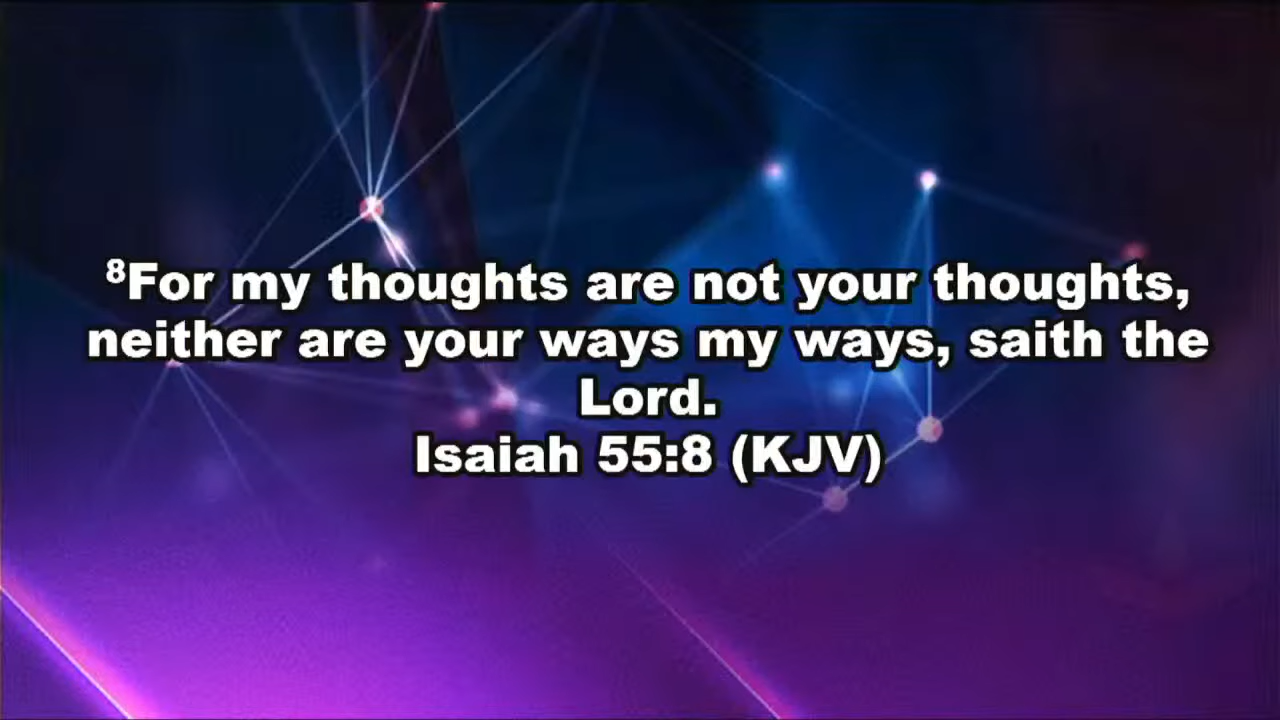 ⁸For my thoughts are not your thoughts,
neither are your ways my ways, saith the
Lord.
Isaiah 55:8 (KJV)